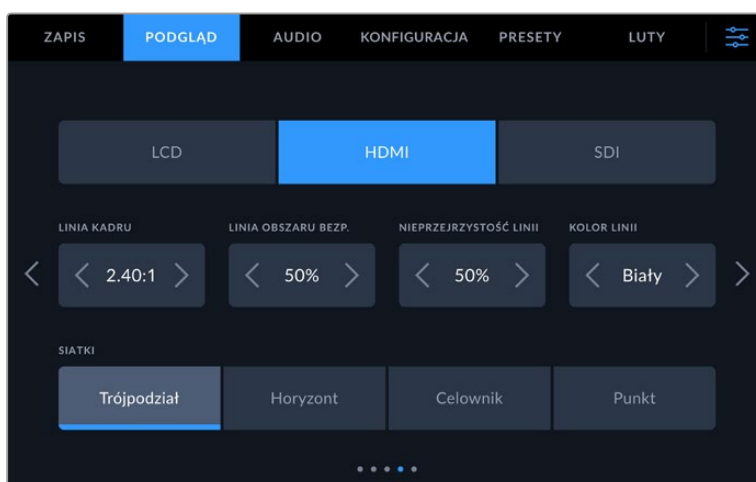 ZAPIS PODGLĄD AUDIO KONFIGURACJA PRESETY LUTY
LCD HDMI SDI
LINIA KADRU LINIA OBSZARU BEZP. NIEPRZEJRZYSTOŚĆ LINII KOLOR LINII
2.40:1 50% 50% Biały
SIATKI
Trójpodział Horyzont Celownik Punkt